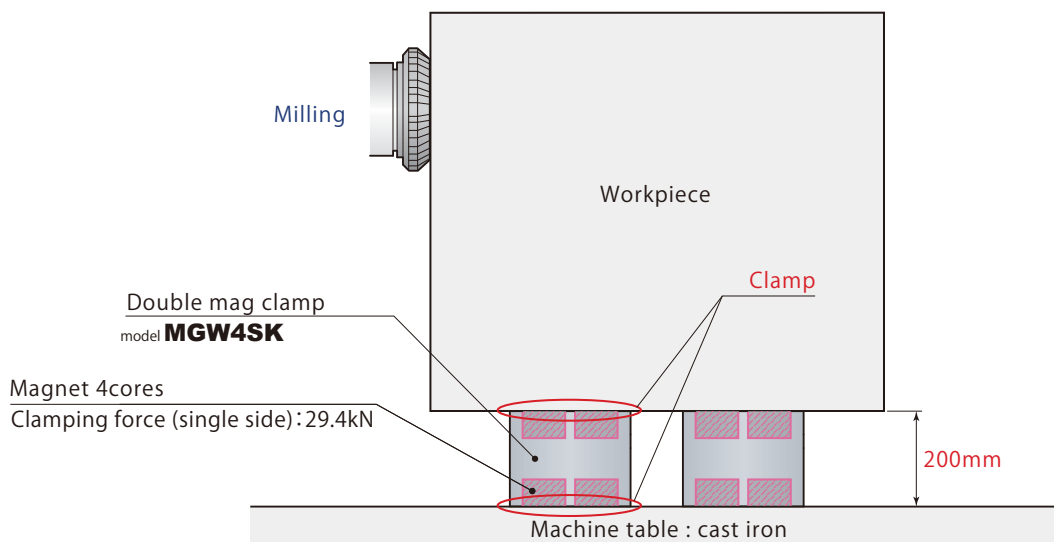 Milling
Workpiece
Clamp
Double mag clamp
model MGW4SK
Magnet 4cores
Clamping force (single side):29.4kN
200mm
Machine table : cast iron